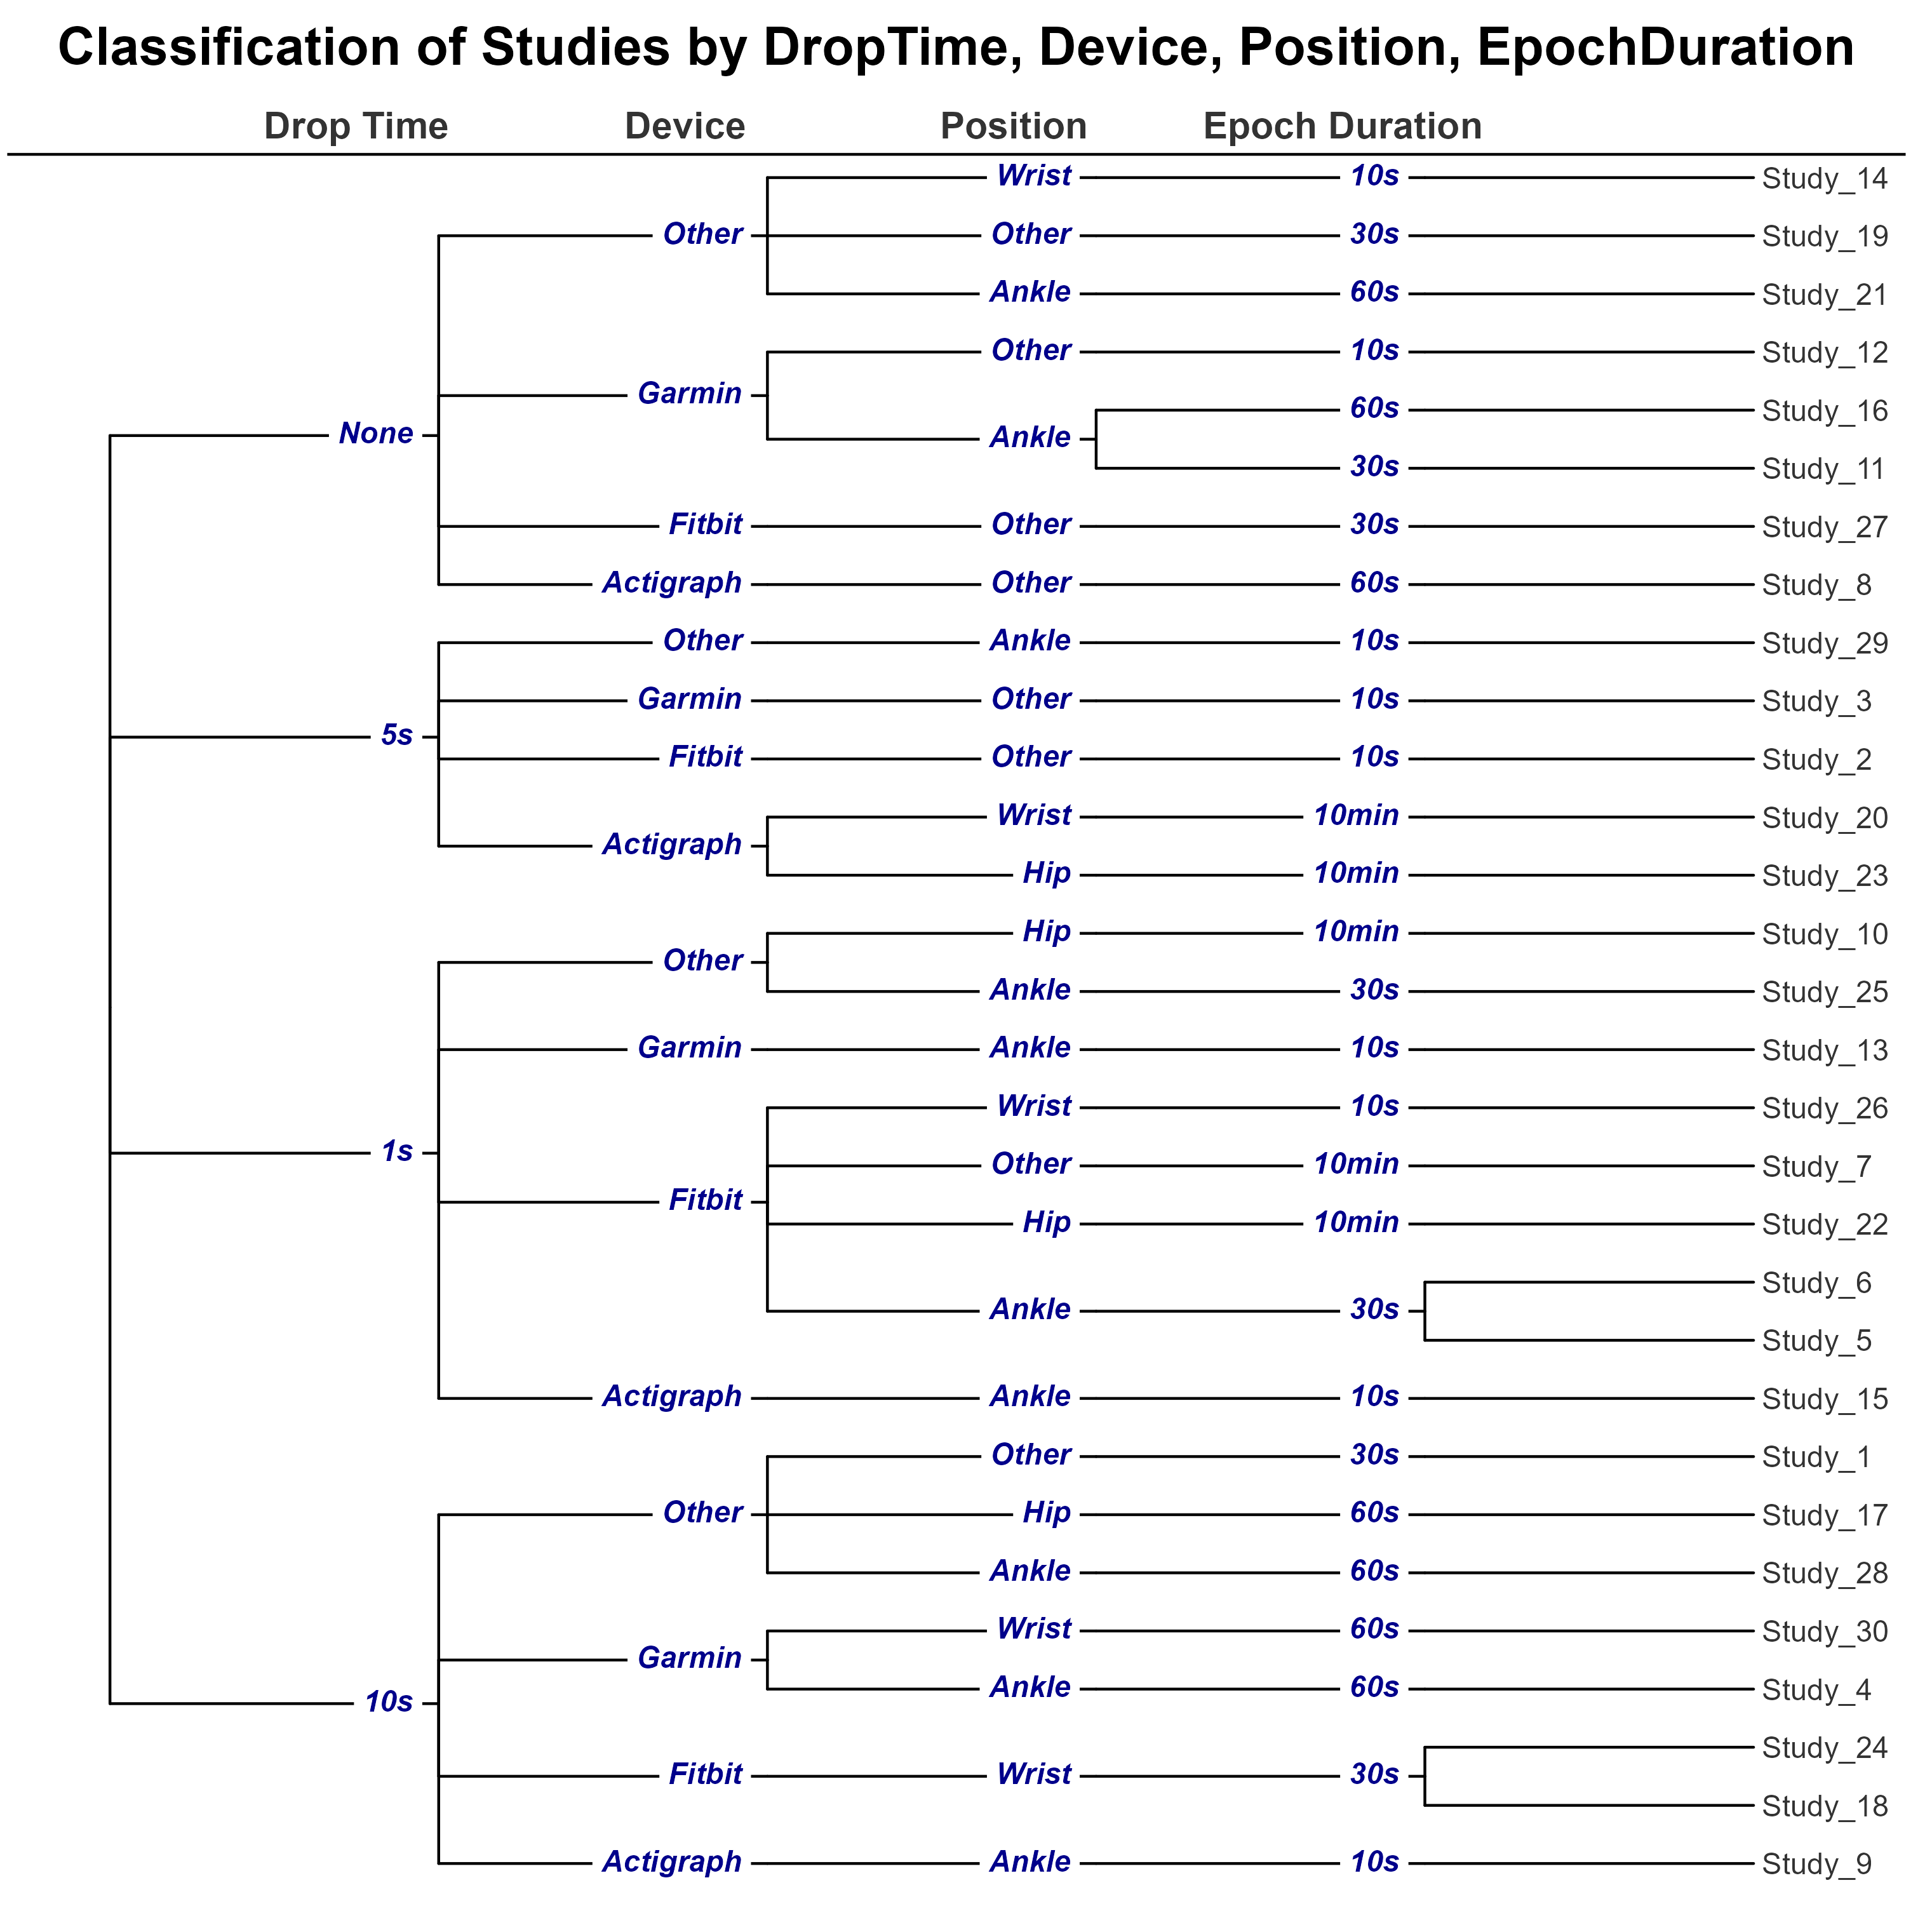 Classification of Studies by DropTime, Device, Position, EpochDuration
Drop Time Device Position Epoch Duration
Wrist 10s Study_14
Other Other 30s Study_19
Ankle 60s Study_21
Other 10s Study_12
Garmin
60s Study_16
None Ankle
30s Study_11
Fitbit Other 30s Study_27
Actigraph Other 60s Study_8
Other Ankle 10s Study_29
Garmin Other 10s Study_3
5s
Fitbit Other 10s Study_2
Wrist 10min Study_20
Actigraph
Hip 10min Study_23
Hip 10min Study_10
Other
Ankle 30s Study_25
Garmin Ankle 10s Study_13
Wrist 10s Study_26
1s
Other 10min Study_7
Fitbit
Hip 10min Study_22
Study_6
Ankle 30s
Study_5
Actigraph Ankle 10s Study_15
Other 30s Study_1
Other Hip 60s Study_17
Ankle 60s Study_28
Wrist 60s Study_30
Garmin
Ankle 60s Study_4
10s
Study_24
Fitbit Wrist 30s
Study_18
Actigraph Ankle 10s Study_9